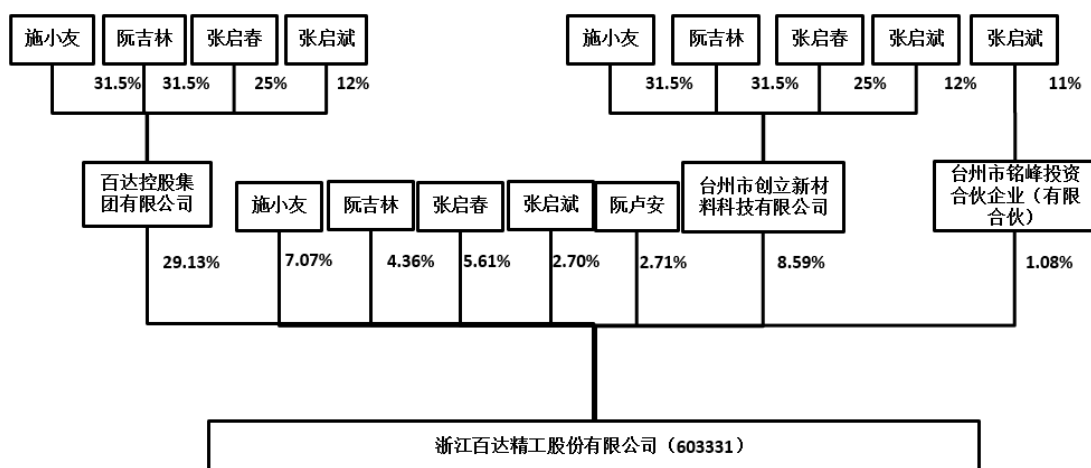 施小友 阮吉林 张启春 张启斌 施小友 阮吉林 张启春 张启斌 张启斌
31.5% 31.5% 25% 12% 31.5% 31.5% 25% 12% 11%
百达控股集
团有限公司
施小友 阮吉林 张启春 张启斌 阮卢安
台州市创立新材
料科技有限公司
台州市铭峰投资
合伙企业（有限
合伙）
29.13% 7.07% 4.36% 5.61% 2.70% 2.71% 8.59% 1.08%
浙江百达精工股份有限公司（603331）